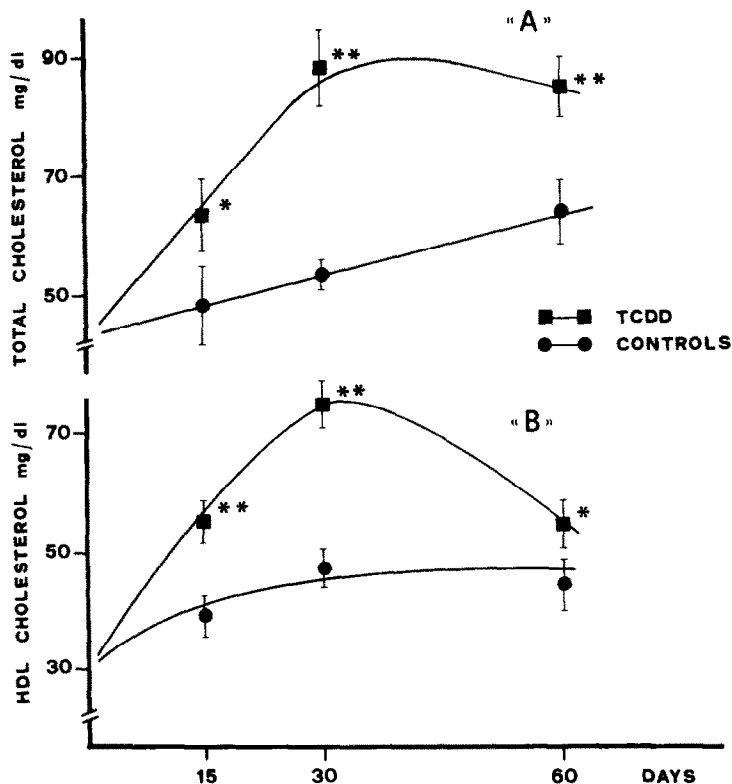 «A»
TOTAL CHOLESTEROL mg/dl
90
70
50
**
**
*
TCDD
CONTROLS
«B»
HDL CHOLESTEROL mg/dl
70
50
30
**
**
*
15 30 60 DAYS